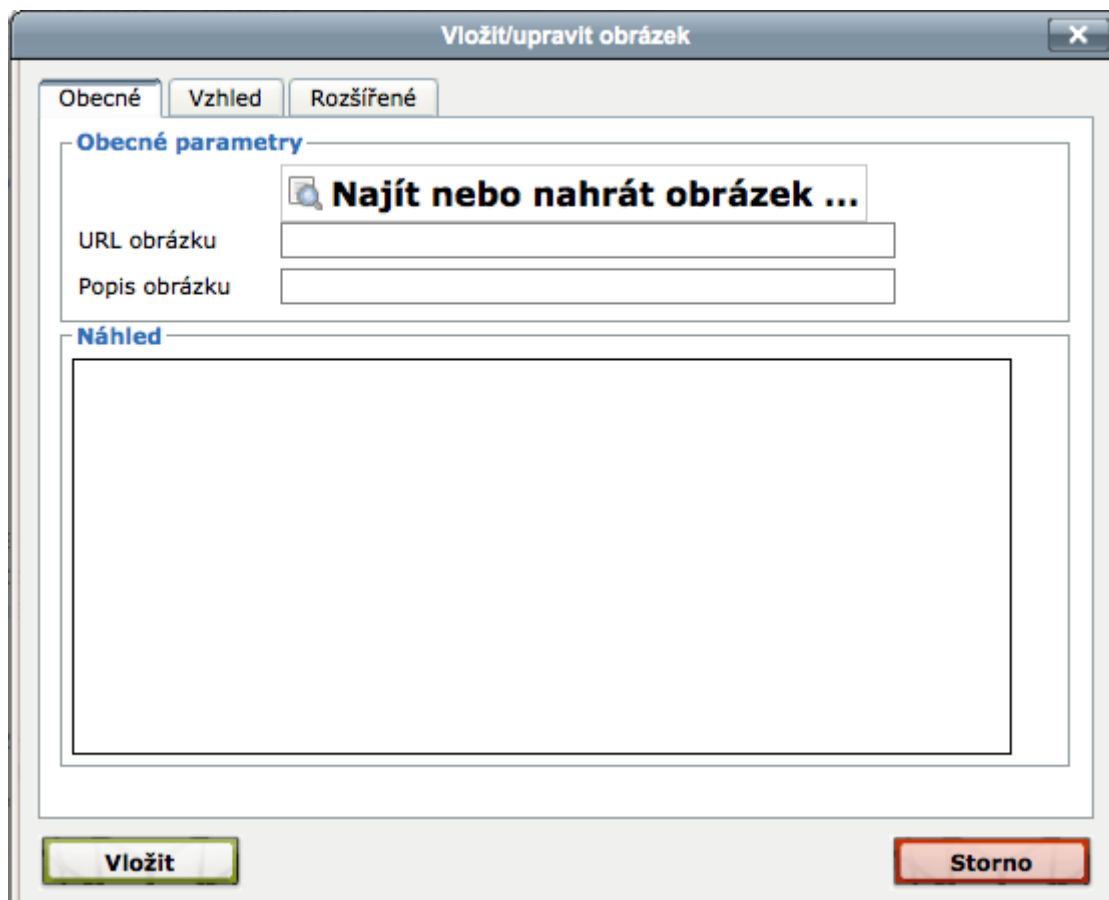 Vložit/upravit obrázek
Obecné Vzhled Rozšířené
Obecné parametry
Najít nebo nahrát obrázek ...
URL obrázku
Popis obrázku
Náhled
Vložit Storno